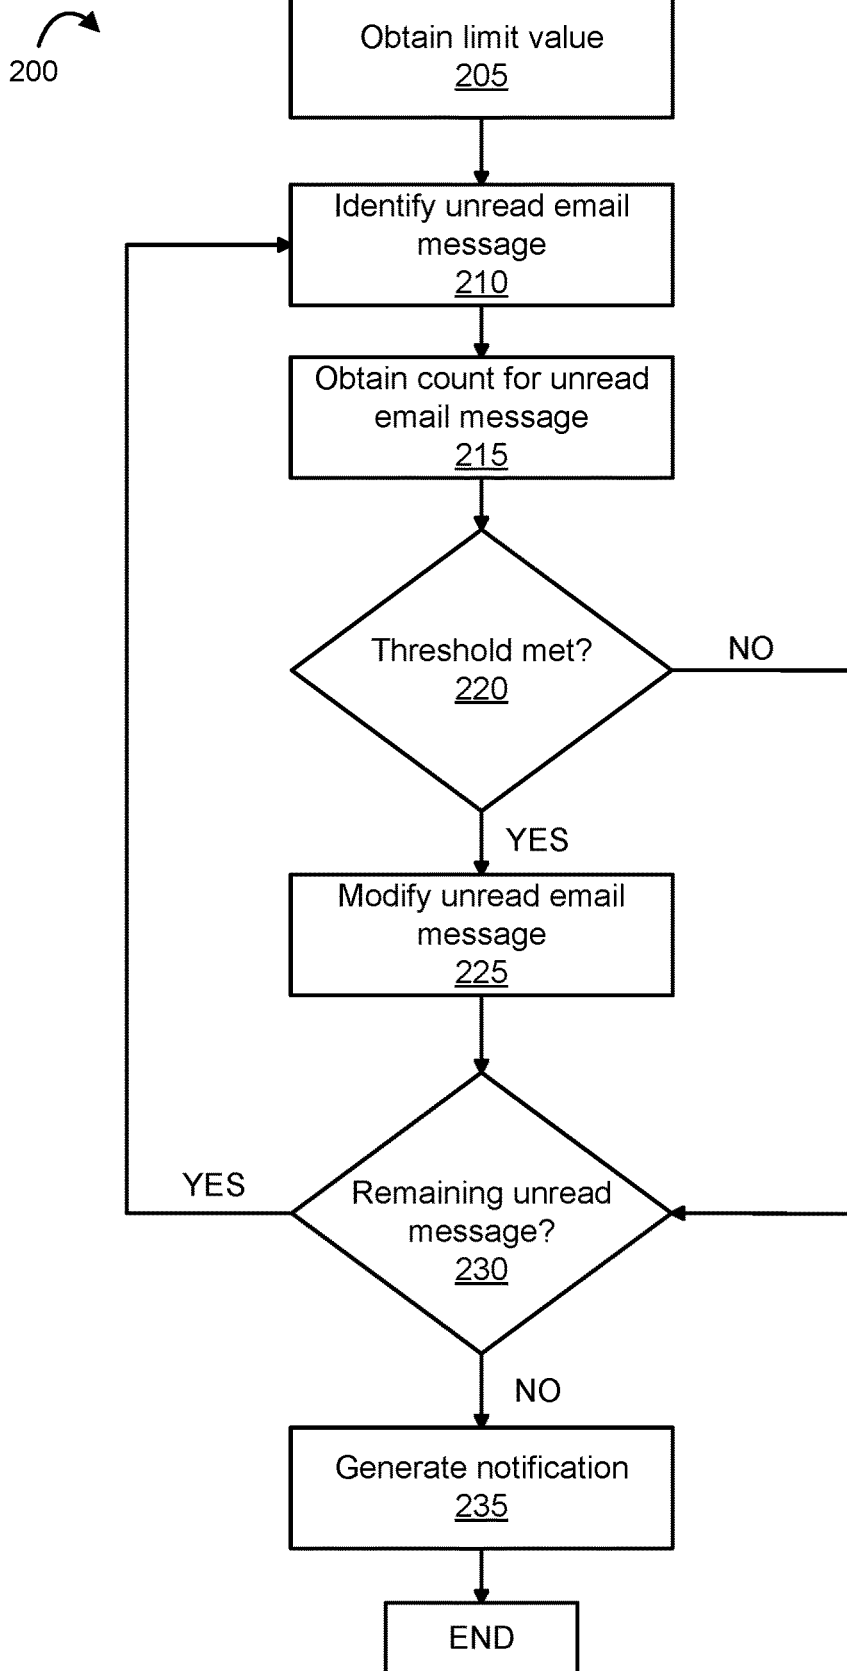 200
Obtain limit value
205
Identify unread email
message
210
Obtain count for unread
email message
215
Threshold met?
220
NO
YES
Modify unread email
message
225
YES
Remaining unread
message?
230
NO
Generate notification
235
END